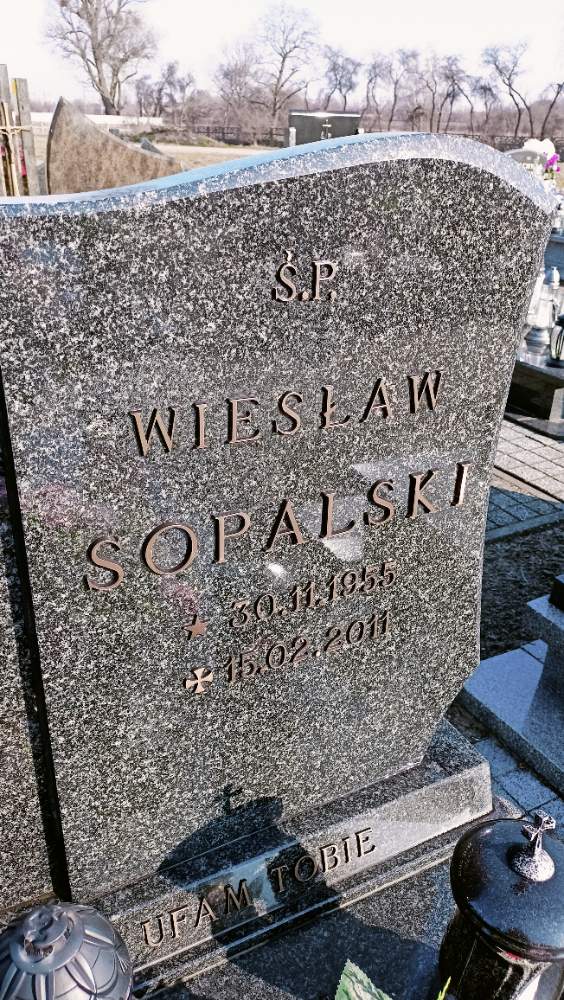 Ś.P.
WIESŁAW
SOPALSKI
30.11.1955
15.02.2011
UFAM TOBIE